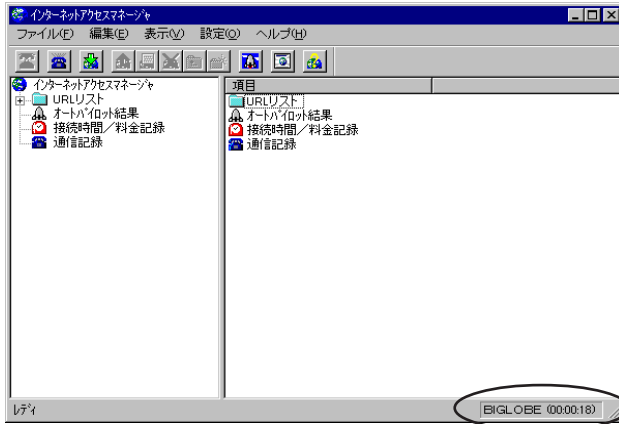 インターネットアクセスマネージャ
ファイル(F) 編集(E) 表示(V) 設定(O) ヘルプ(H)
インターネットアクセスマネージャ
URLリスト
オートパイロット結果
接続時間／料金記録
通信記録
項目
URLリスト
オートパイロット結果
接続時間／料金記録
通信記録
レディ
BIGLOBE (00:00:18)